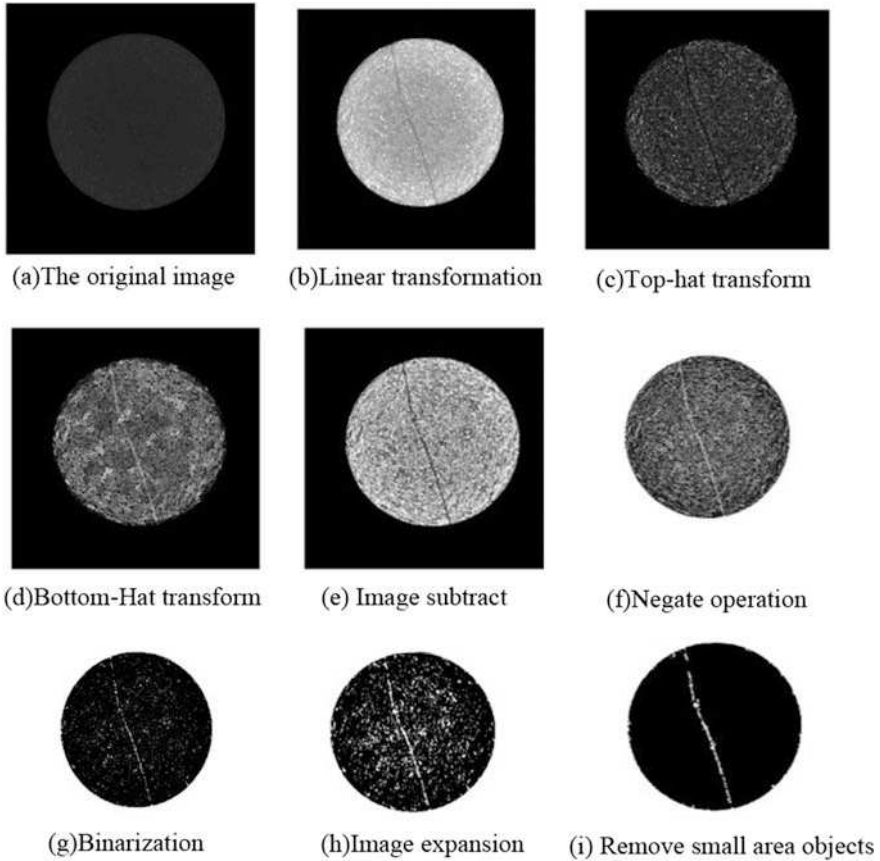 (a)The original image
(b)Linear transformation
(c)Top-hat transform
(d)Bottom-Hat transform
(e) Image subtract
(f)Negate operation
(g)Binarization
(h)Image expansion
(i) Remove small area objects